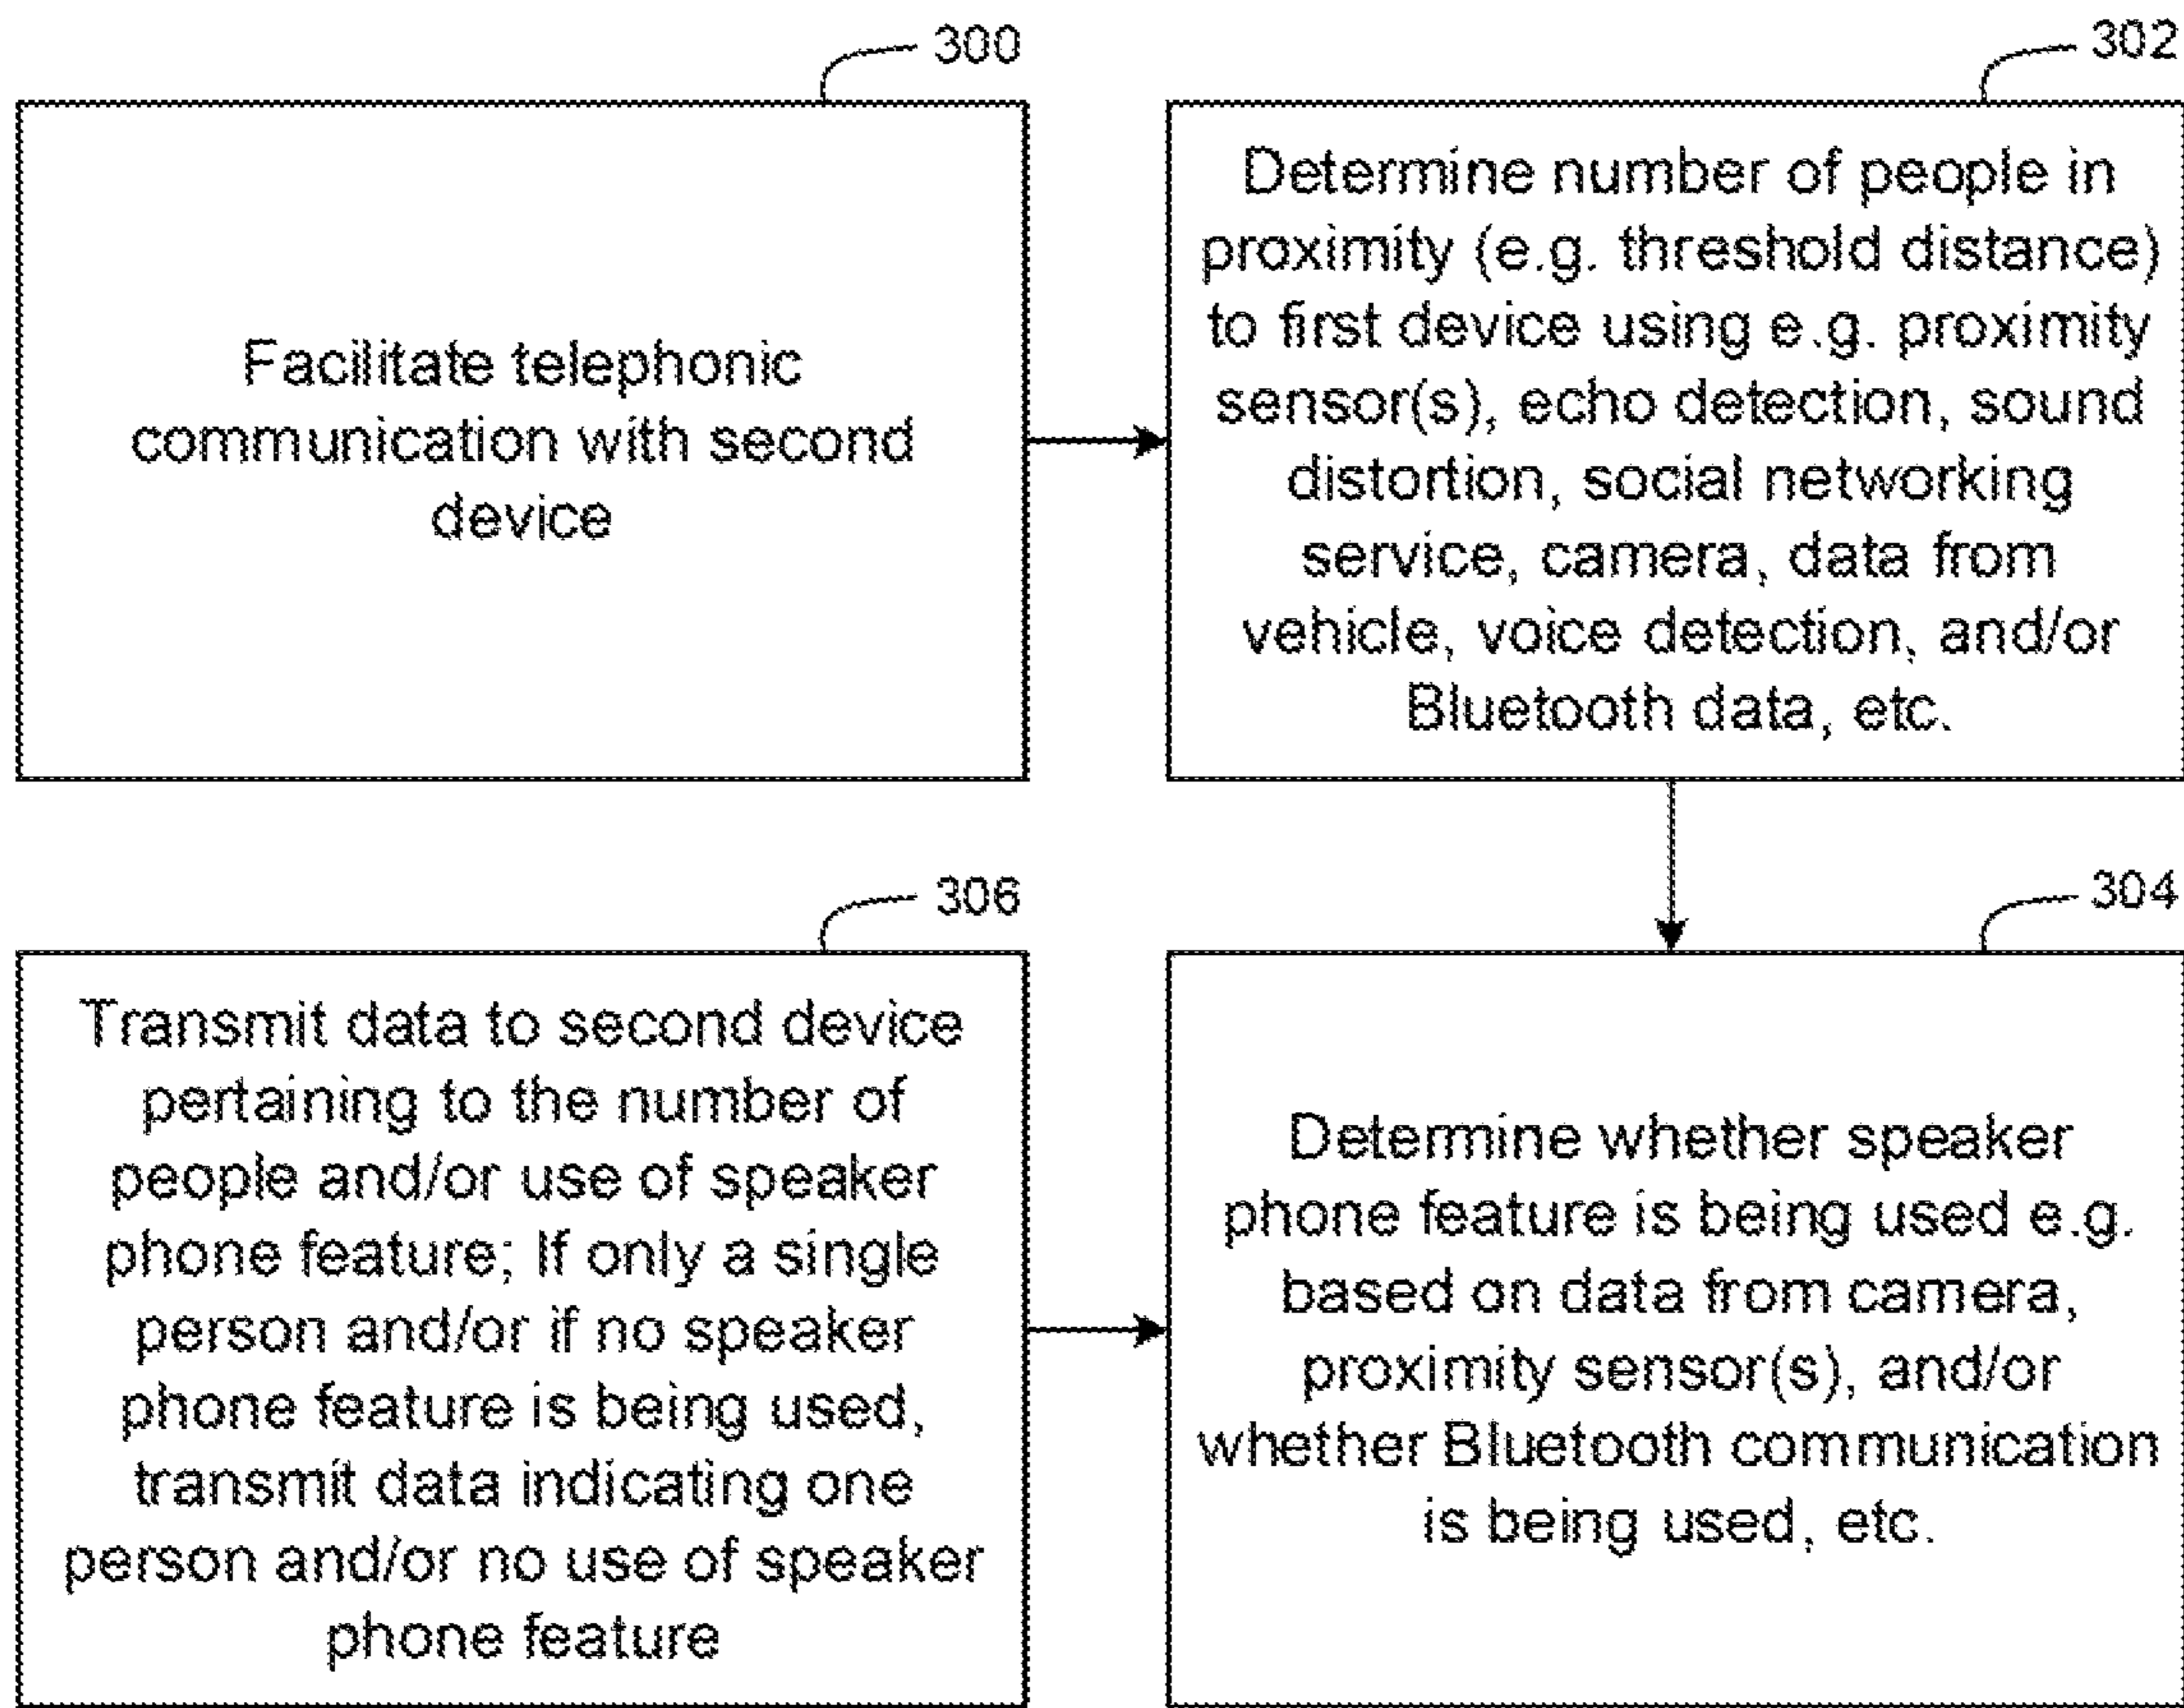 300
Facilitate telephonic
communication with second
device
302
Determine number of people in
proximity (e.g. threshold distance)
to first device using e.g. proximity
sensor(s), echo detection, sound
distortion, social networking
service, camera, data from
vehicle, voice detection, and/or
Bluetooth data, etc.
306
Transmit data to second device
pertaining to the number of
people and/or use of speaker
phone feature; If only a single
person and/or if no speaker
phone feature is being used,
transmit data indicating one
person and/or no use of speaker
phone feature
304
Determine whether speaker
phone feature is being used e.g.
based on data from camera,
proximity sensor(s), and/or
whether Bluetooth communication
is being used, etc.